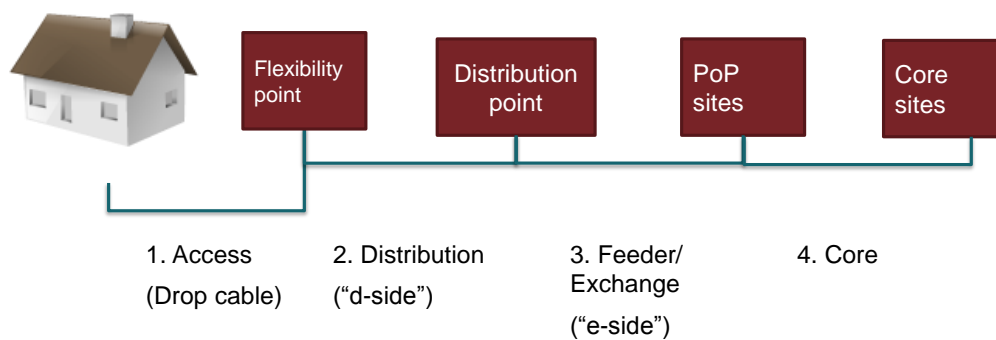 Flexibility
point
Distribution
point
PoP
sites
Core
sites
1. Access
(Drop cable)
2. Distribution
(“d-side”)
3. Feeder/
Exchange
(“e-side”)
4. Core